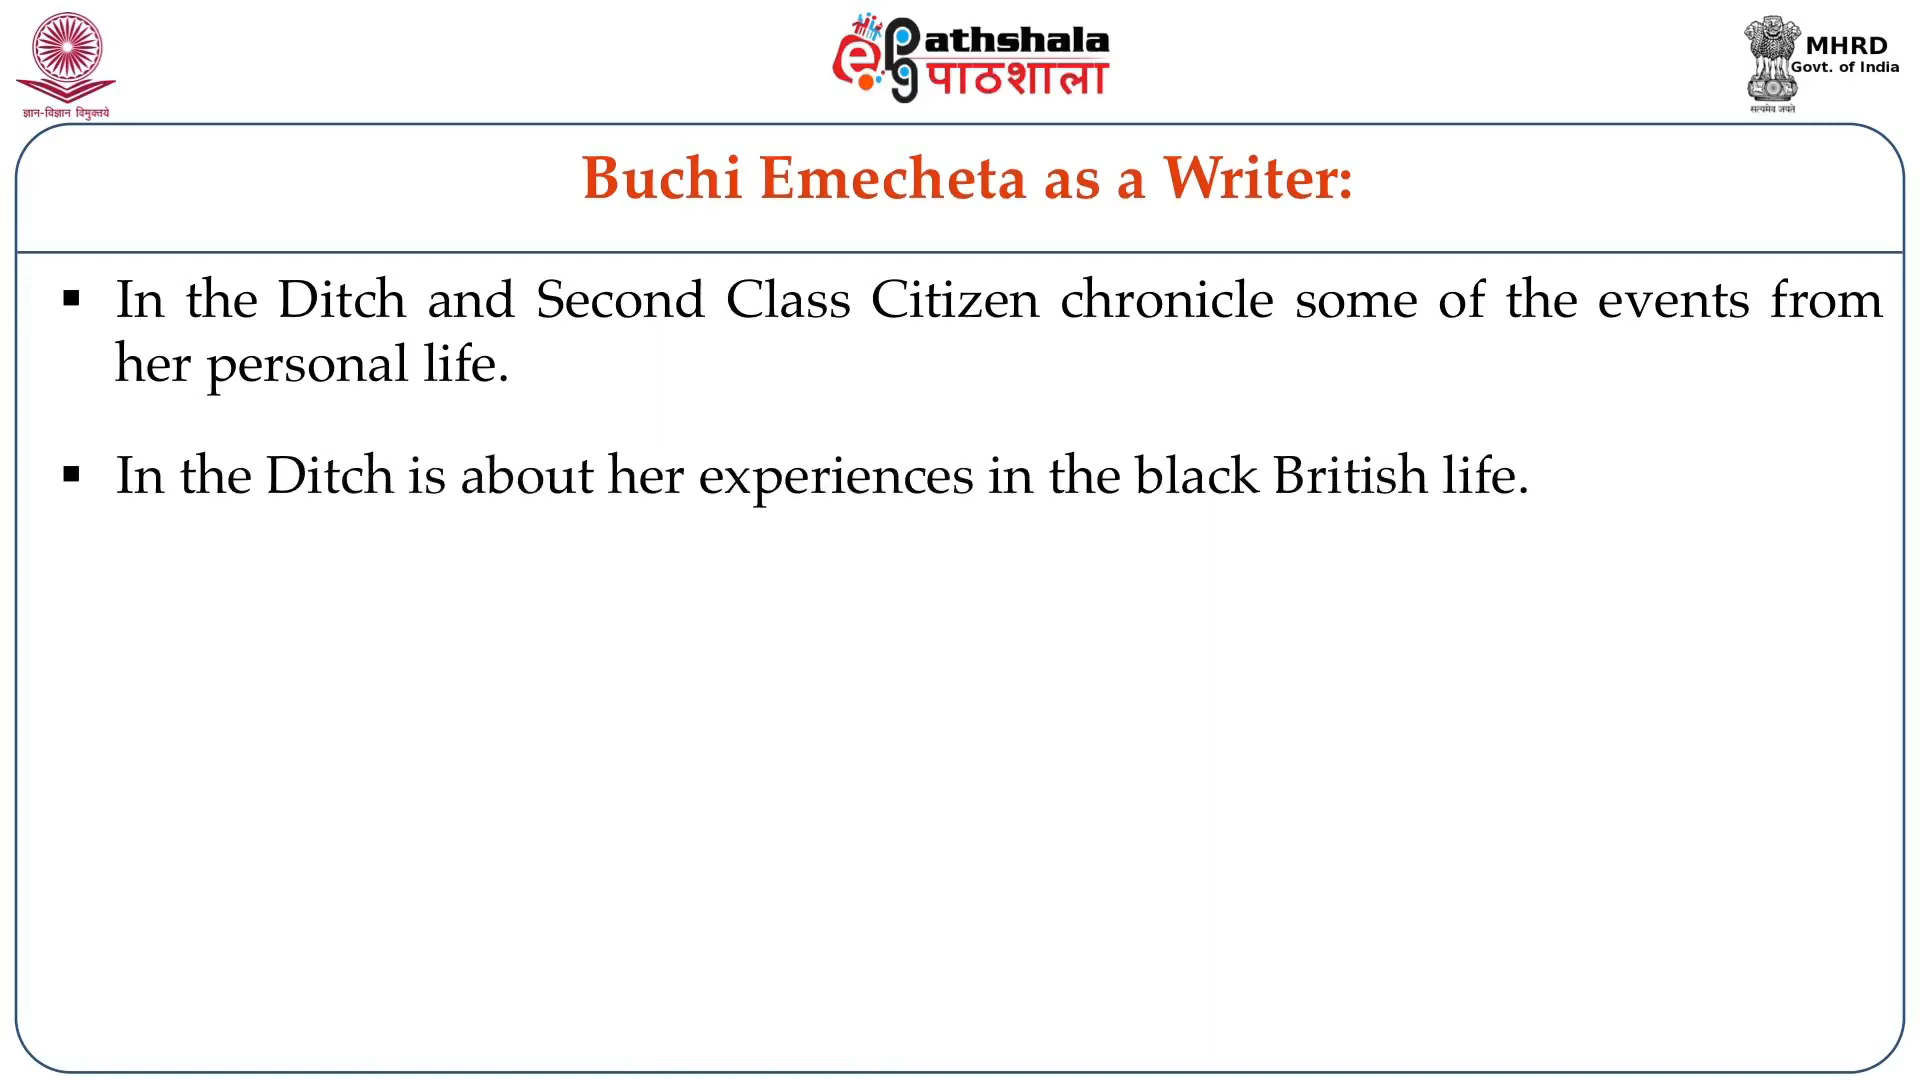 ज्ञान-विज्ञान विमुक्तये
ePathshala
pg पाठशाला
MHRD
Govt. of India
सत्यमेव जयते
Buchi Emecheta as a Writer:
▪ In the Ditch and Second Class Citizen chronicle some of the events from
her personal life.
▪ In the Ditch is about her experiences in the black British life.